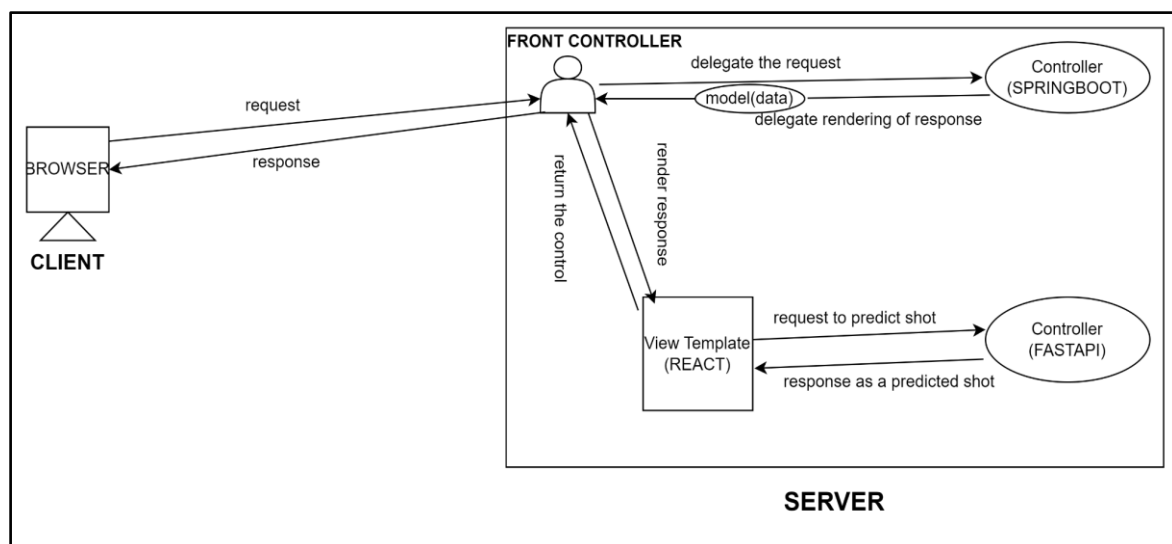 FRONT CONTROLLER
delegate the request
Controller
(SPRINGBOOT)
model(data)
delegate rendering of response
request
response
BROWSER
CLIENT
return the control
render response
View Template
(REACT)
request to predict shot
response as a predicted shot
Controller
(FASTAPI)
SERVER